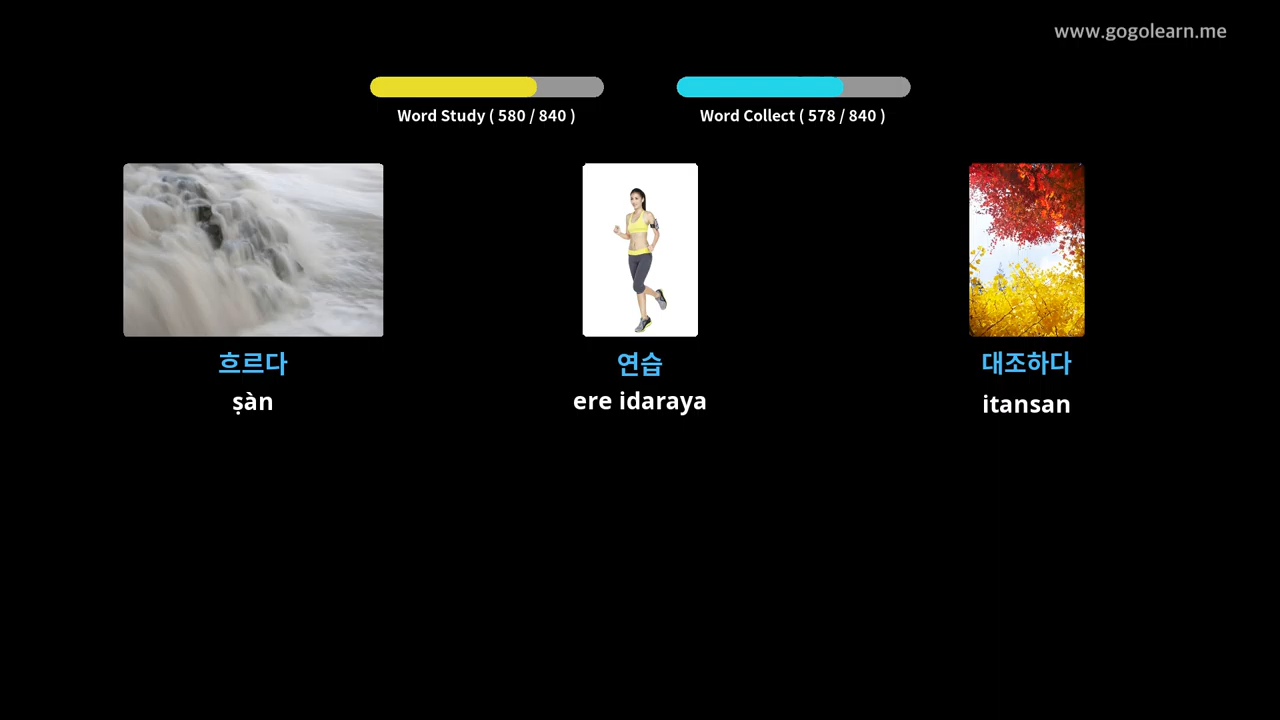 www.gogolearn.me
Word Study ( 580 / 840 )
Word Collect ( 578 / 840 )
흐르다
ṣàn
연습
ere idaraya
대조하다
itansan